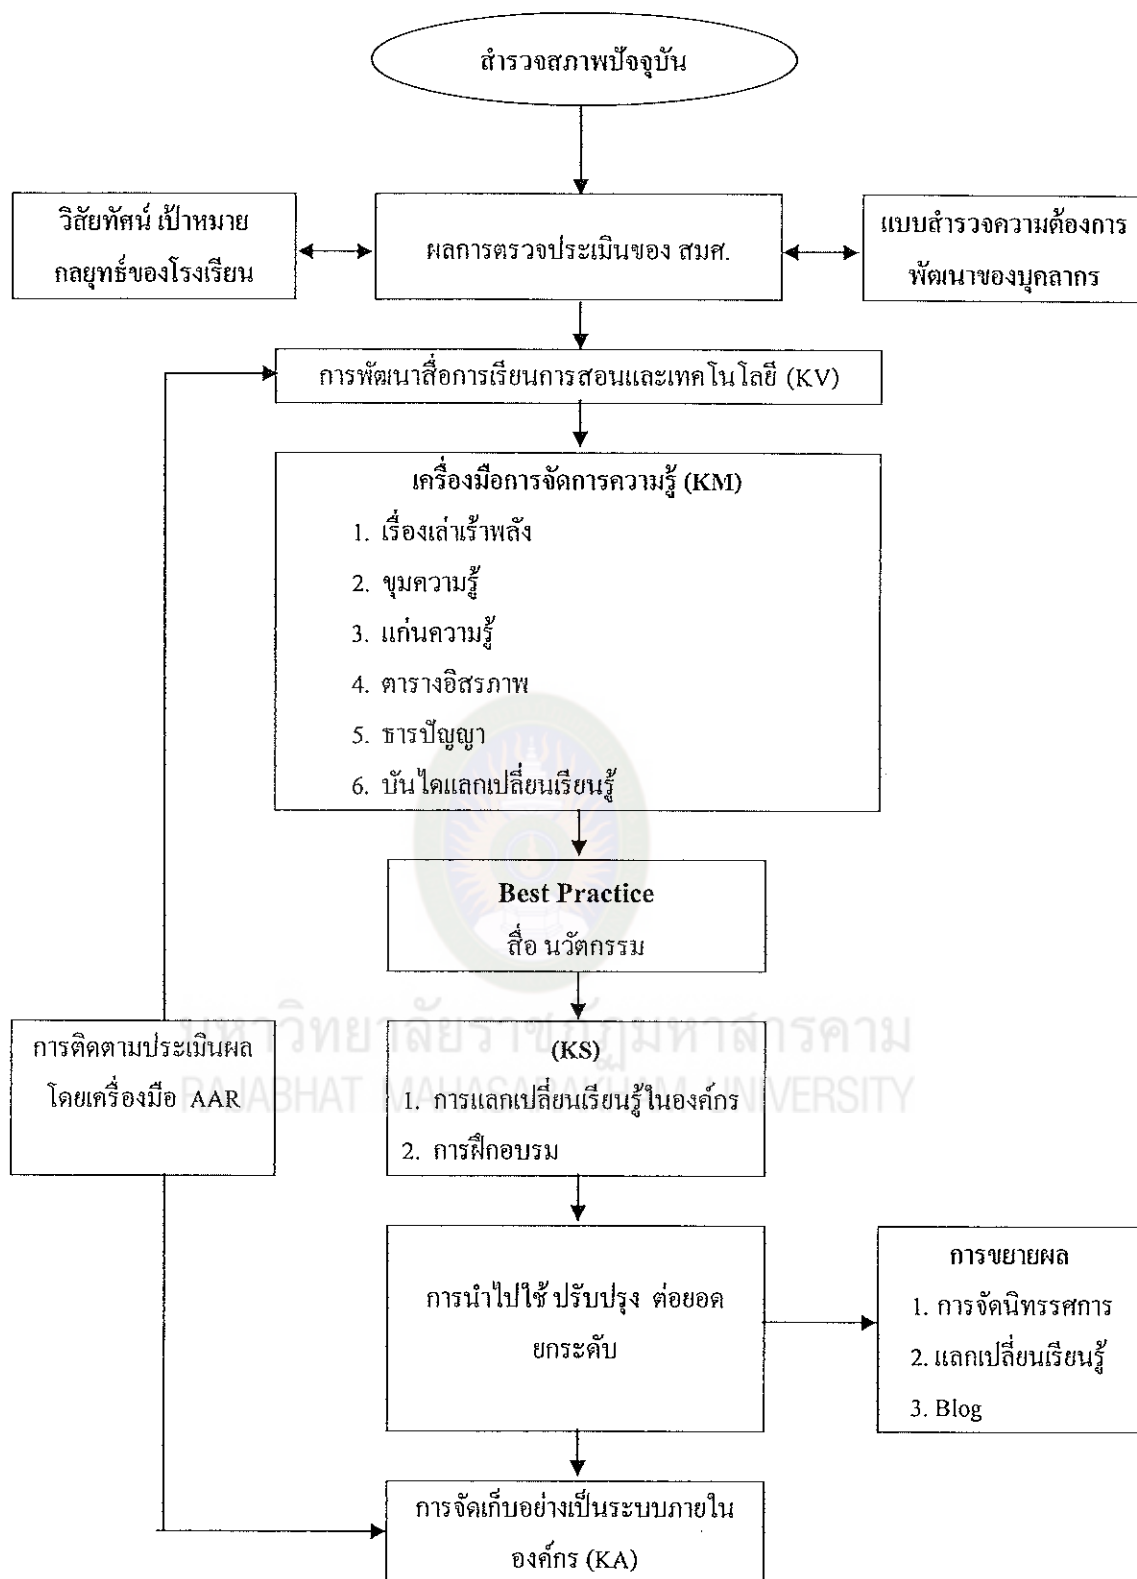 สำรวจสภาพปัจจุบัน
วิสัยทัศน์ เป้าหมาย
กลยุทธ์ของโรงเรียน
ผลการตรวจประเมินของ สมศ.
แบบสำรวจความต้องการ
พัฒนาของบุคลากร
การพัฒนาสื่อการเรียนการสอนและเทคโนโลยี (KV)
เครื่องมือการจัดการความรู้ (KM)
1. เรื่องเล่าเร้าพลัง
2. ขุมความรู้
3. แก่นความรู้
4. ตารางอิสรภาพ
5. ธารปัญญา
6. บันไดแลกเปลี่ยนเรียนรู้
Best Practice
สื่อ นวัตกรรม
มหาวิทยาลัยราชภัฏมหาสารคาม
RAJABHAT MAHASARAKHAM UNIVERSITY
การติดตามประเมินผล
โดยเครื่องมือ AAR
(KS)
1. การแลกเปลี่ยนเรียนรู้ในองค์กร
2. การฝึกอบรม
การนำไปใช้ ปรับปรุง ต่อยอด
ยกระดับ
การขยายผล
1. การจัดนิทรรศการ
2. แลกเปลี่ยนเรียนรู้
3. Blog
การจัดเก็บอย่างเป็นระบบภายใน
องค์กร (KA)